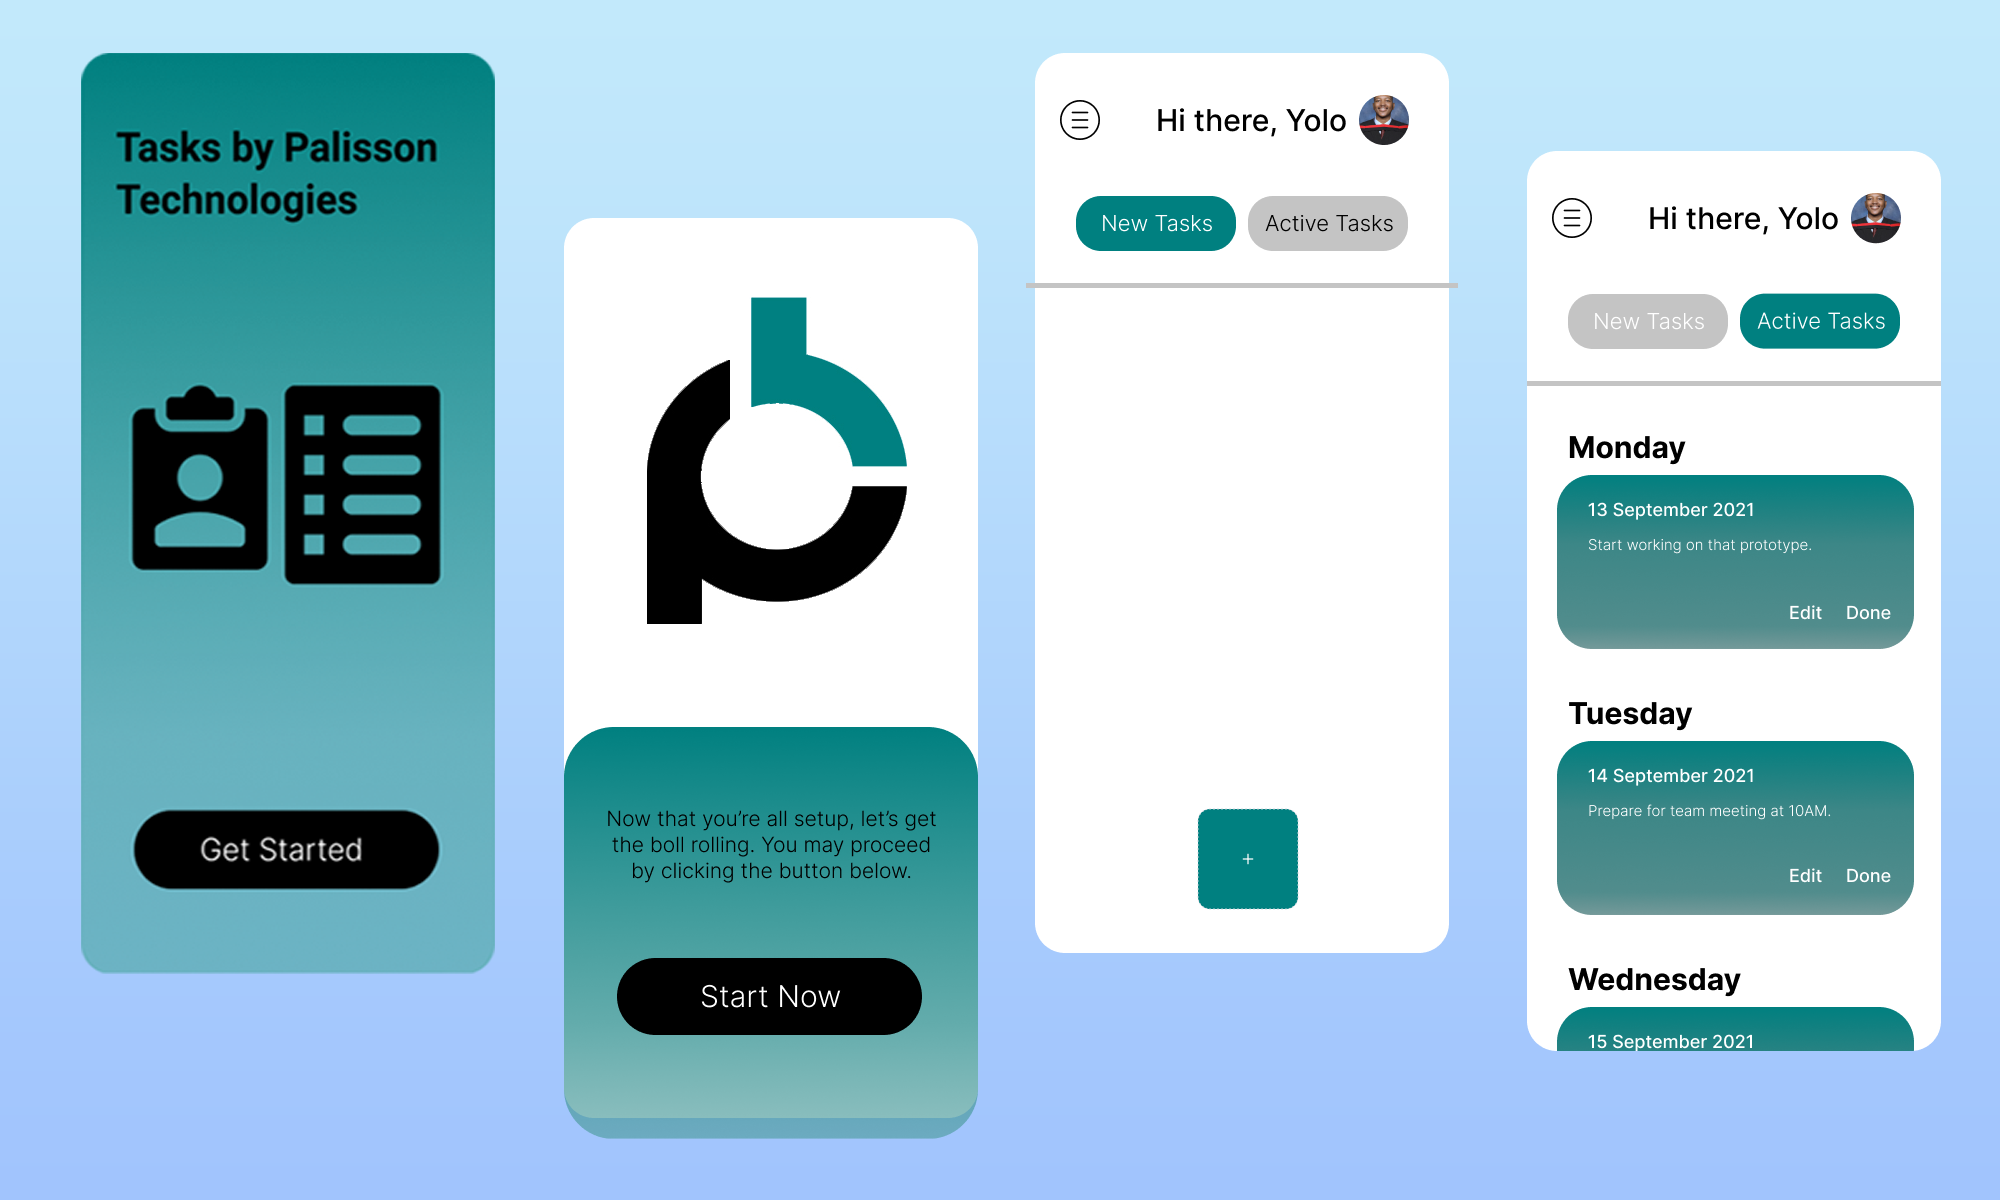 Tasks by Palisson
Technologies
Get Started
Now that you’re all setup, let’s get
the boll rolling. You may proceed
by clicking the button below.
Start Now
Hi there, Yolo
New Tasks
Active Tasks
+
Hi there, Yolo
New Tasks
Active Tasks
Monday
13 September 2021
Start working on that prototype.
Edit Done
Tuesday
14 September 2021
Prepare for team meeting at 10AM.
Edit Done
Wednesday
15 September 2021